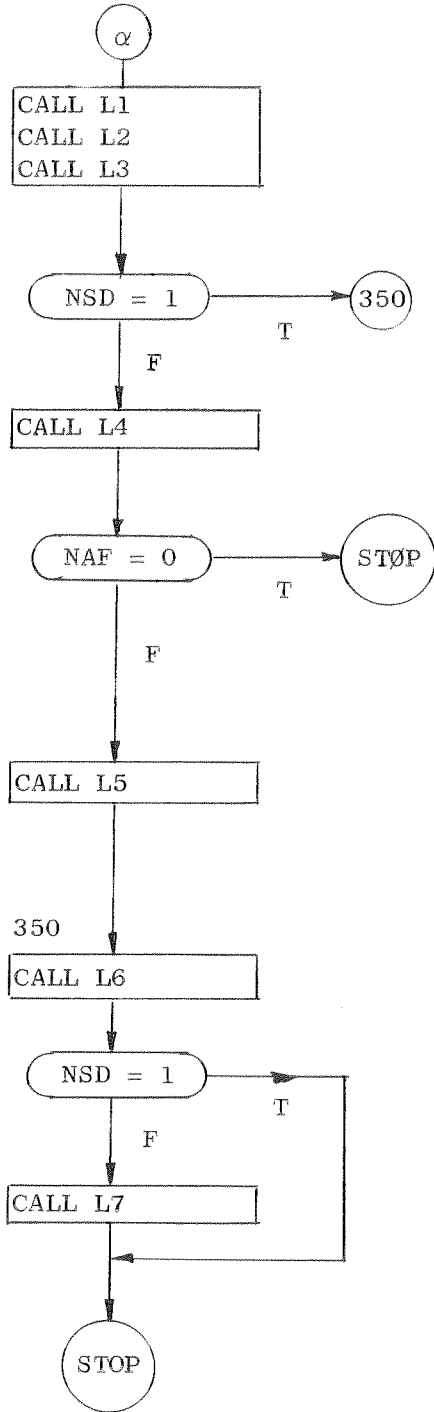 α
CALL L1
CALL L2
CALL L3
NSD = 1
350
T
F
CALL L4
NAF = 0
STØP
T
F
CALL L5
350
CALL L6
NSD = 1
T
F
CALL L7
STOP